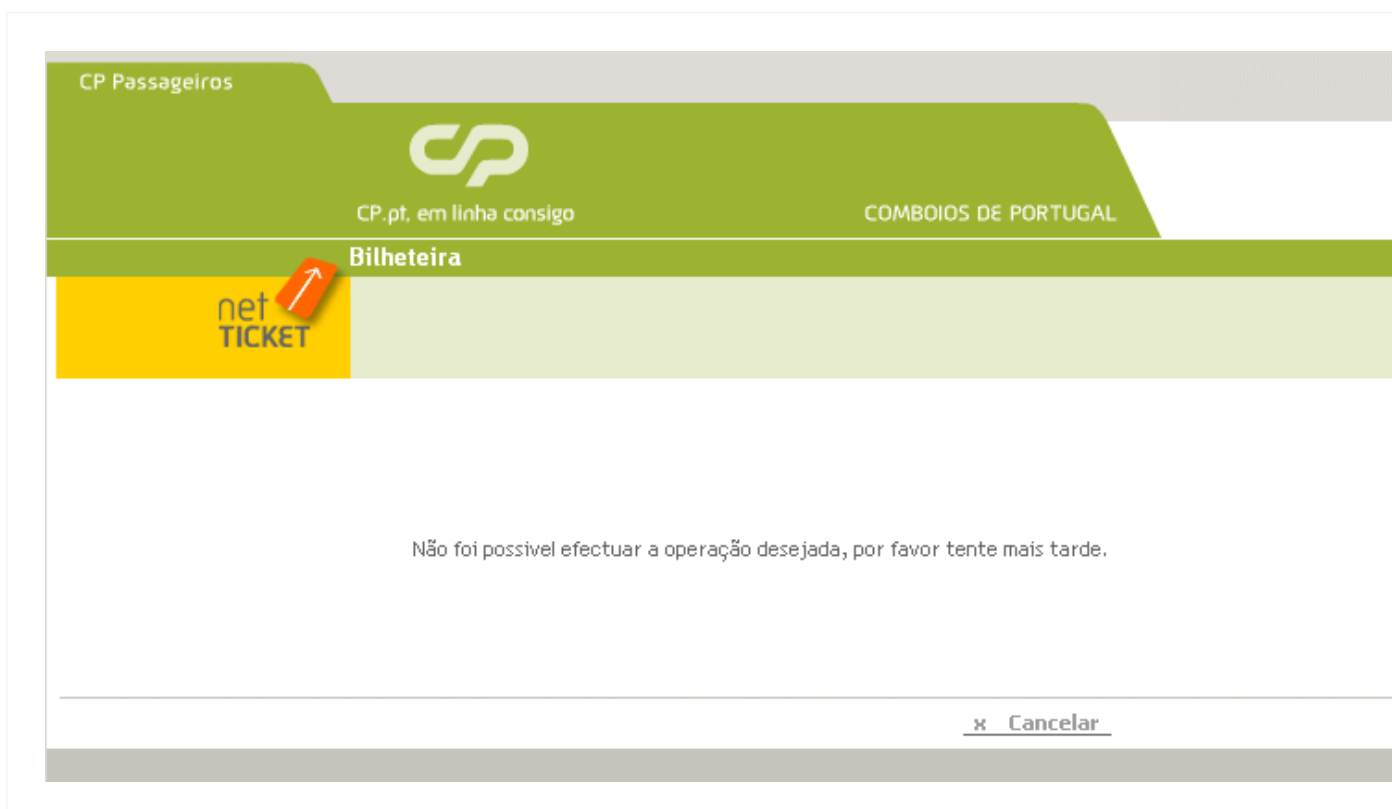 CP Passageiros
CP
CP.pt, em linha consigo
COMBOIOS DE PORTUGAL
Bilheteira
net
TICKET
Não foi possivel efectuar a operação desejada, por favor tente mais tarde.
x Cancelar